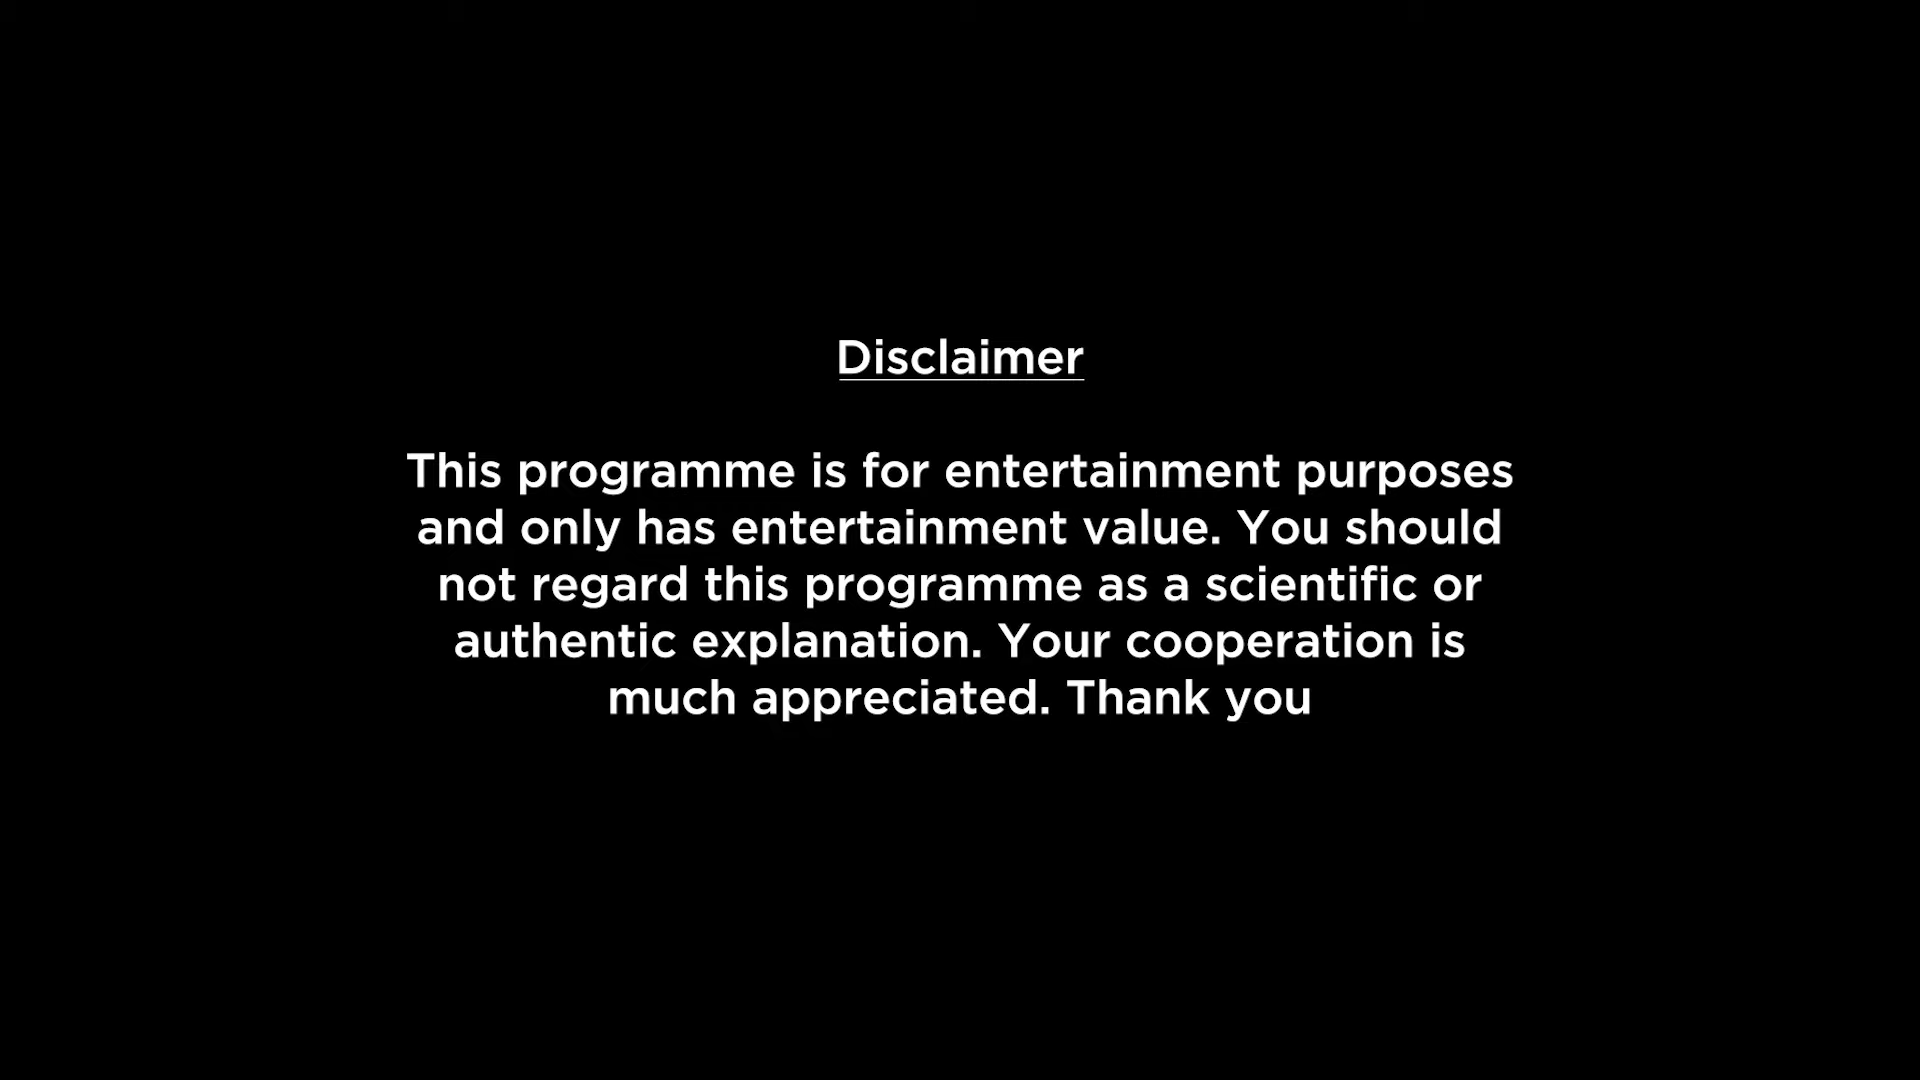 Disclaimer
This programme is for entertainment purposes
and only has entertainment value. You should
not regard this programme as a scientific or
authentic explanation. Your cooperation is
much appreciated. Thank you